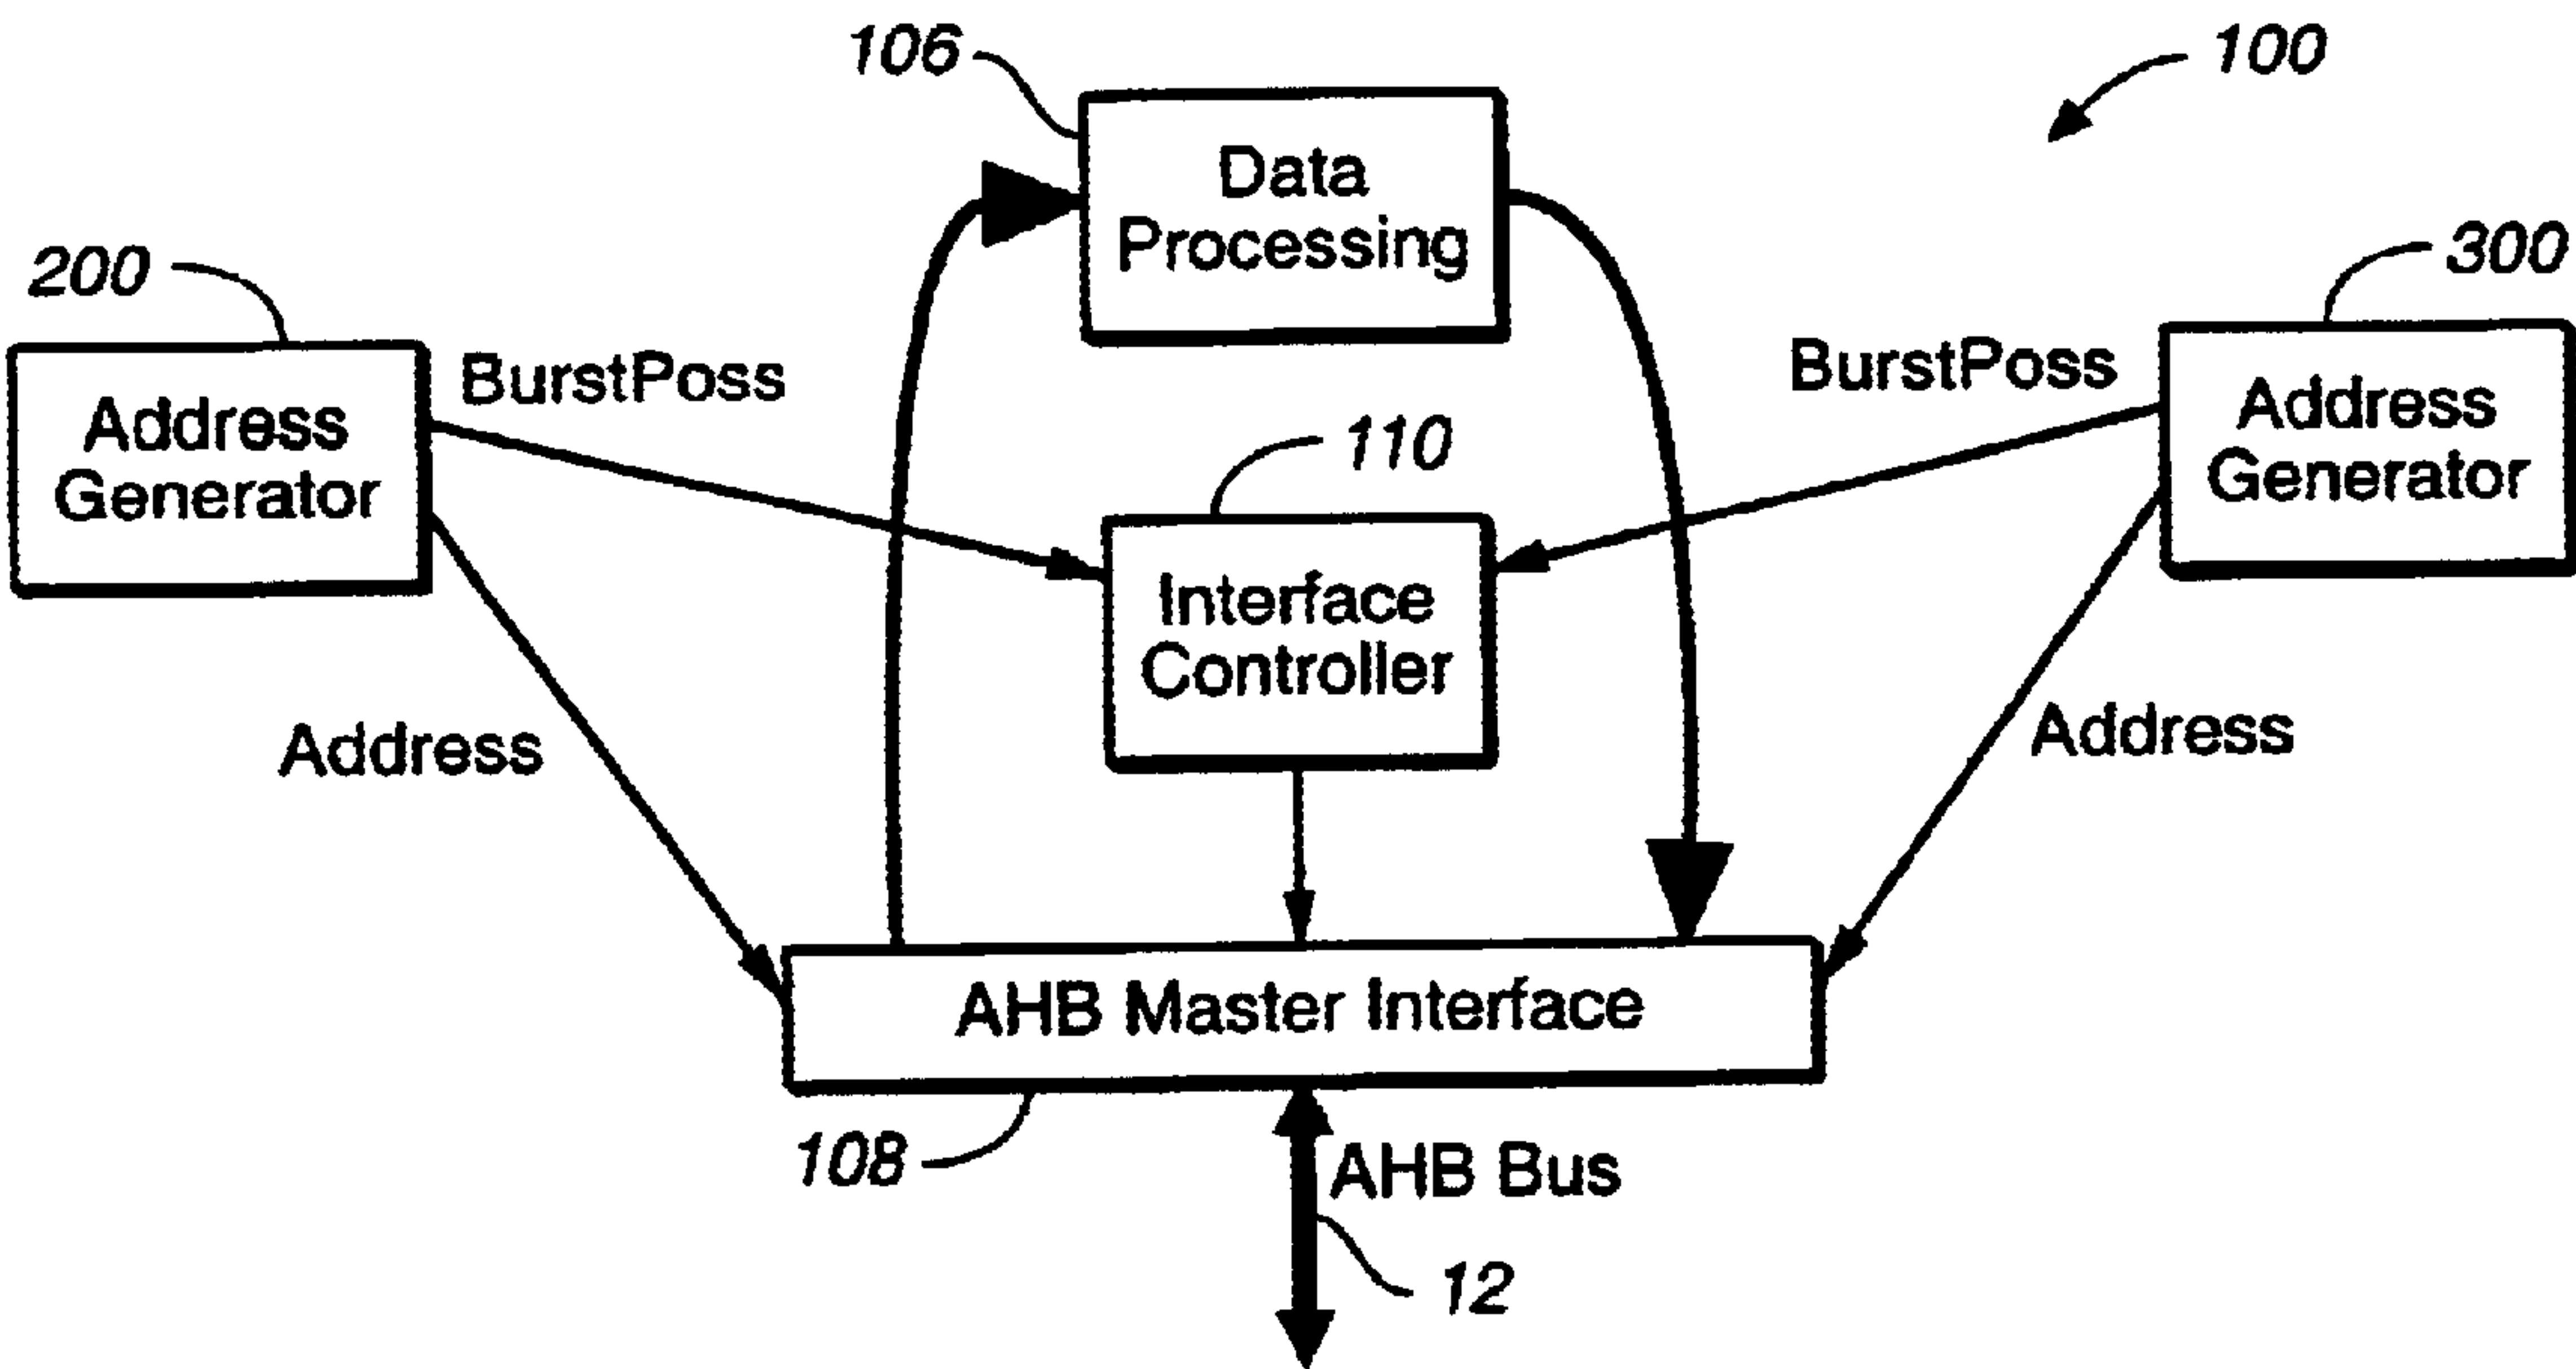 106
100
Data
Processing
200
300
BurstPoss
BurstPoss
Address
Generator
Address
Generator
110
Interface
Controller
Address
Address
AHB Master Interface
108
AHB Bus
12